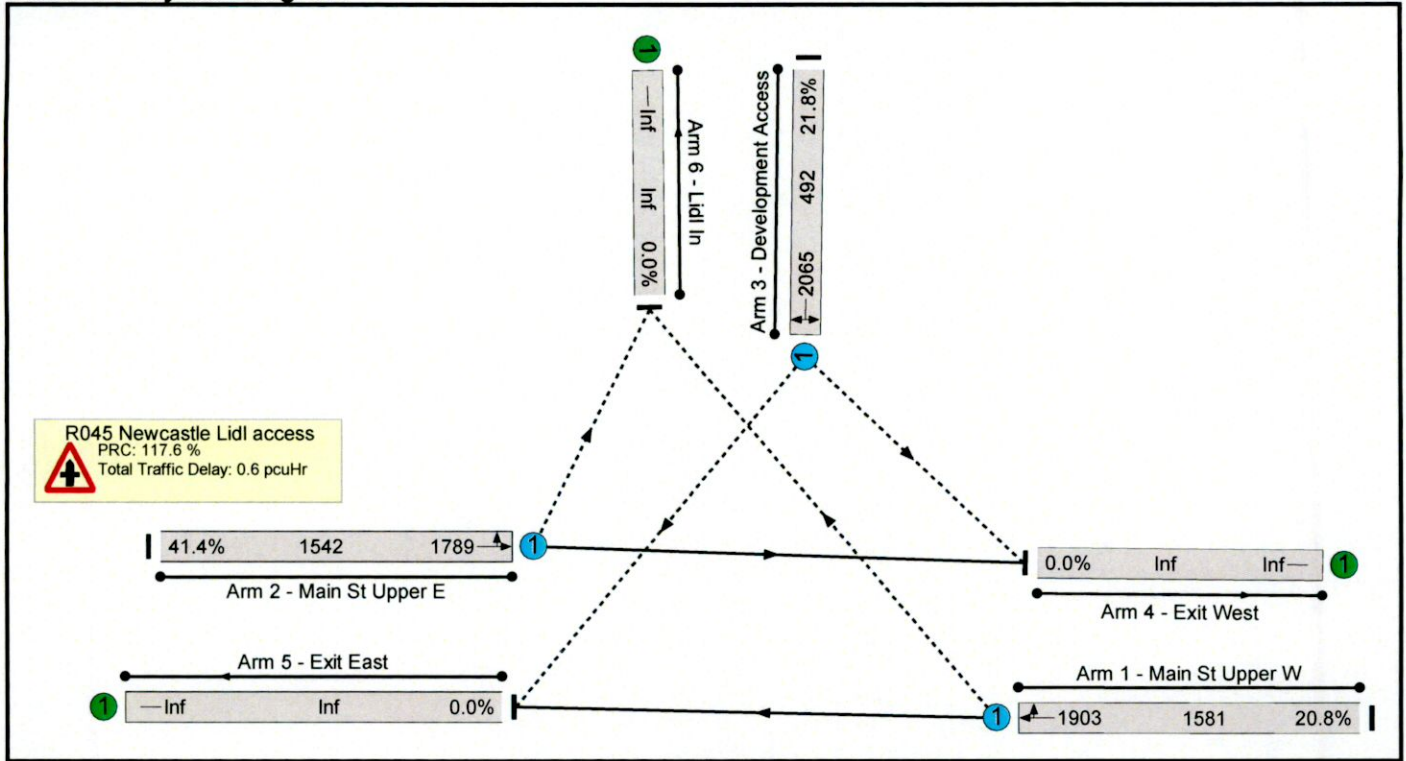 1
—Inf Inf 0.0%
Arm 6 - Lidl In
Arm 3 - Development Access
2065 492 21.8%
1
R045 Newcastle Lidl access
PRC: 117.6 %
Total Traffic Delay: 0.6 pcuHr
41.4% 1542 1789
1
Arm 2 - Main St Upper E
0.0% Inf Inf—
1
Arm 4 - Exit West
Arm 5 - Exit East
1
—Inf Inf 0.0%
Arm 1 - Main St Upper W
1
1903 1581 20.8%